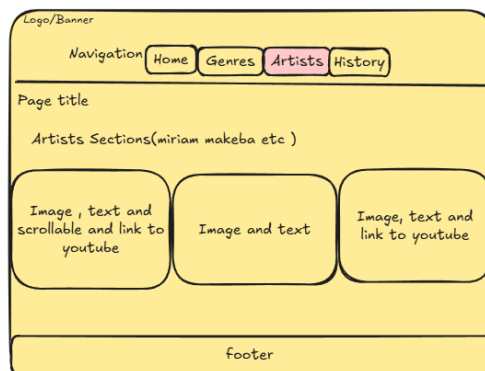 Logo/Banner
Navigation Home Genres Artists History
Page title
Artists Sections(miriam makeba etc )
Image , text and
scrollable and link to
youtube
Image and text
Image, text and
link to youtube
footer